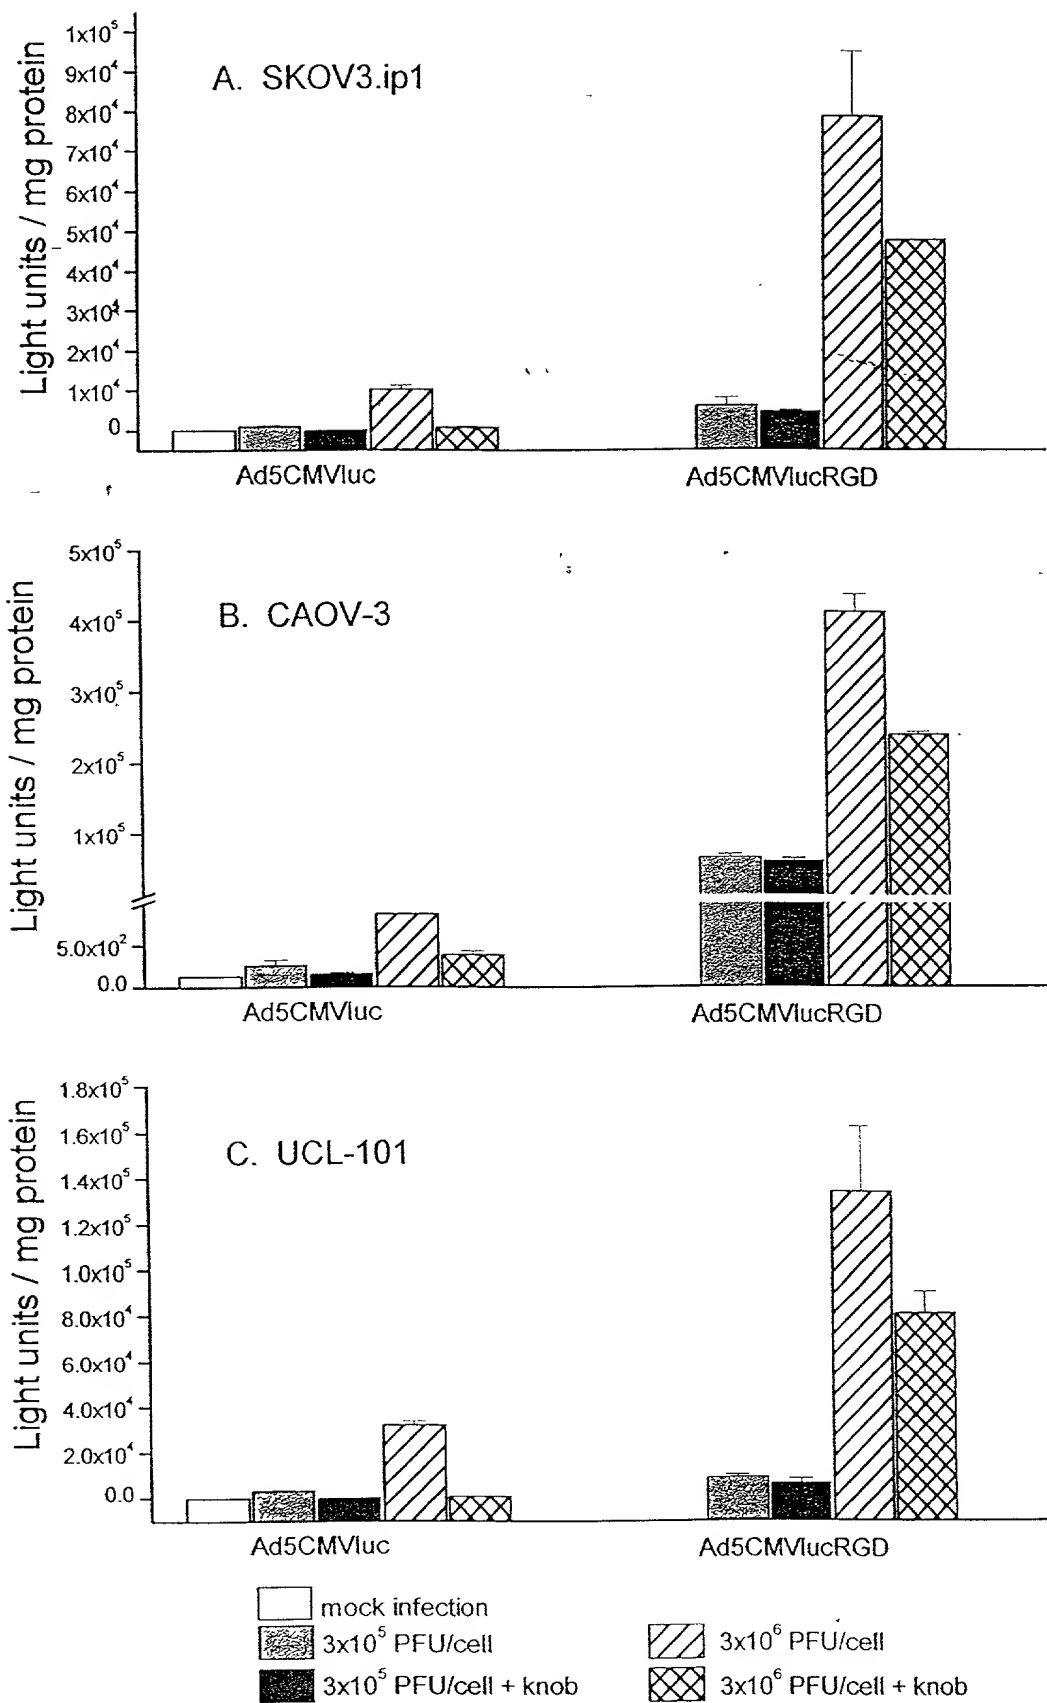 Light units / mg protein
A. SKOV3.ip1
1x10⁵
9x10⁴
8x10⁴
7x10⁴
6x10⁴
5x10⁴
4x10⁴
3x10⁴
2x10⁴
1x10⁴
0
Ad5CMVluc Ad5CMVlucRGD
Light units / mg protein
B. CAOV-3
5x10⁵
4x10⁵
3x10⁵
2x10⁵
1x10⁵
5.0x10²
0.0
Ad5CMVluc Ad5CMVlucRGD
Light units / mg protein
C. UCL-101
1.8x10⁵
1.6x10⁵
1.4x10⁵
1.2x10⁵
1.0x10⁵
8.0x10⁴
6.0x10⁴
4.0x10⁴
2.0x10⁴
0.0
Ad5CMVluc Ad5CMVlucRGD
mock infection
3x10⁵ PFU/cell
3x10⁵ PFU/cell + knob
3x10⁶ PFU/cell
3x10⁶ PFU/cell + knob